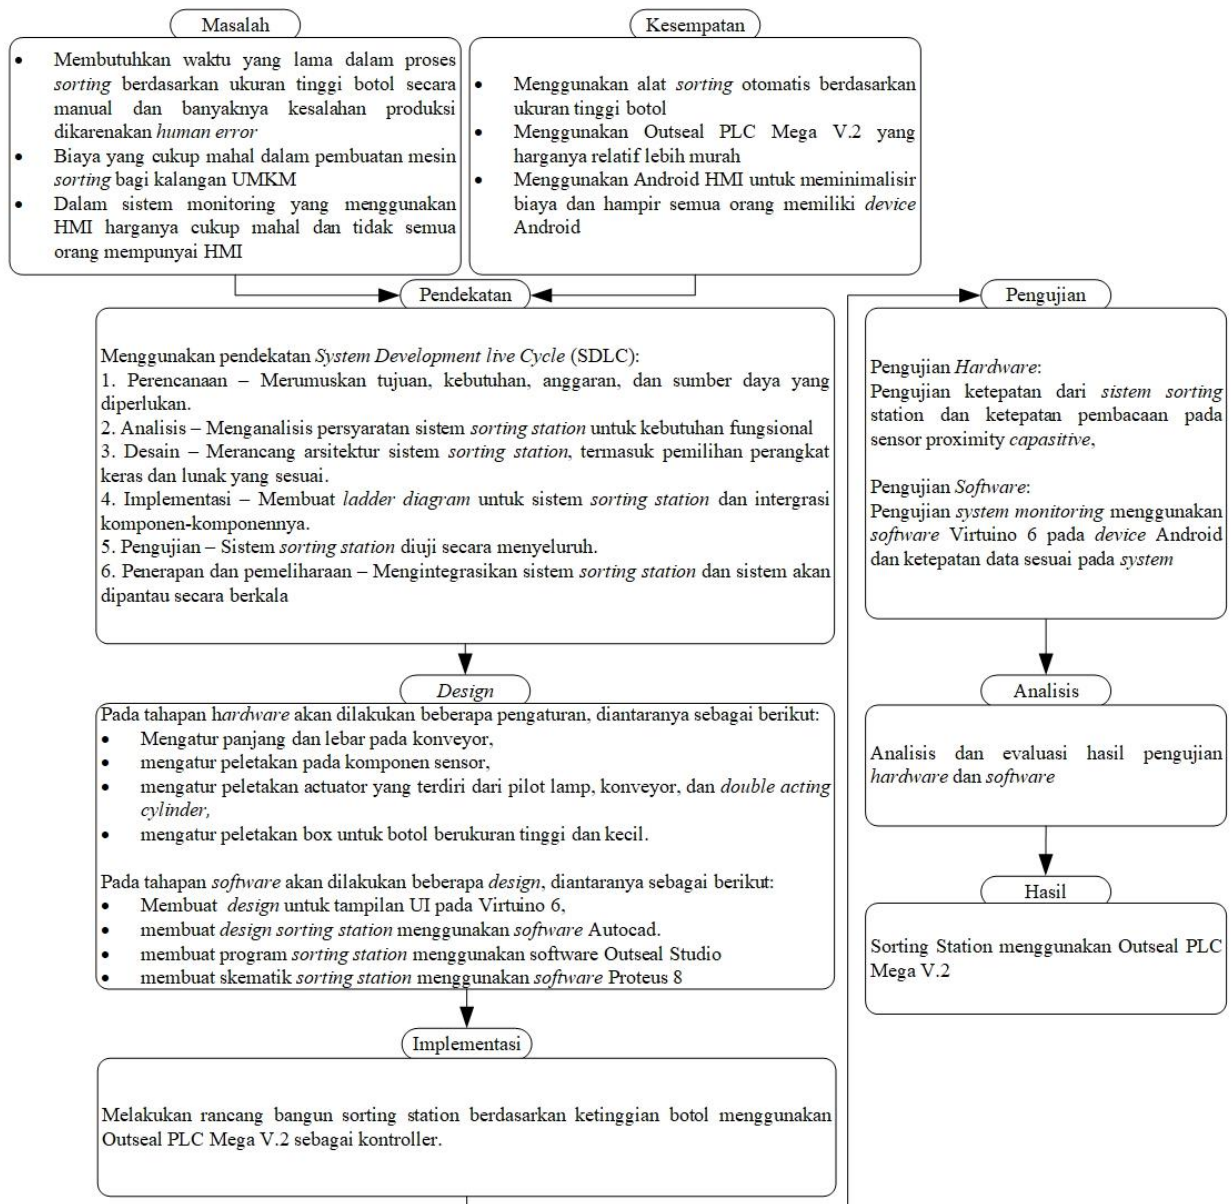 Masalah
• Membutuhkan waktu yang lama dalam proses
sorting berdasarkan ukuran tinggi botol secara
manual dan banyaknya kesalahan produksi
dikarenakan human error
• Biaya yang cukup mahal dalam pembuatan mesin
sorting bagi kalangan UMKM
• Dalam sistem monitoring yang menggunakan
HMI harganya cukup mahal dan tidak semua
orang mempunyai HMI
Kesempatan
• Menggunakan alat sorting otomatis berdasarkan
ukuran tinggi botol
• Menggunakan Outseal PLC Mega V.2 yang
harganya relatif lebih murah
• Menggunakan Android HMI untuk meminimalisir
biaya dan hampir semua orang memiliki device
Android
Pendekatan
Menggunakan pendekatan System Development live Cycle (SDLC):
1. Perencanaan – Merumuskan tujuan, kebutuhan, anggaran, dan sumber daya yang
diperlukan.
2. Analisis – Menganalisis persyaratan sistem sorting station untuk kebutuhan fungsional
3. Desain – Merancang arsitektur sistem sorting station, termasuk pemilihan perangkat
keras dan lunak yang sesuai.
4. Implementasi – Membuat ladder diagram untuk sistem sorting station dan intergrasi
komponen-komponennya.
5. Pengujian – Sistem sorting station diuji secara menyeluruh.
6. Penerapan dan pemeliharaan – Mengintegrasikan sistem sorting station dan sistem akan
dipantau secara berkala
Design
Pada tahapan hardware akan dilakukan beberapa pengaturan, diantaranya sebagai berikut:
• Mengatur panjang dan lebar pada konveyor,
• mengatur peletakan pada komponen sensor,
• mengatur peletakan actuator yang terdiri dari pilot lamp, konveyor, dan double acting
cylinder,
• mengatur peletakan box untuk botol berukuran tinggi dan kecil.
Pada tahapan software akan dilakukan beberapa design, diantaranya sebagai berikut:
• Membuat design untuk tampilan UI pada Virtuino 6,
• membuat design sorting station menggunakan software Autocad.
• membuat program sorting station menggunakan software Outseal Studio
• membuat skematik sorting station menggunakan software Proteus 8
Implementasi
Melakukan rancang bangun sorting station berdasarkan ketinggian botol menggunakan
Outseal PLC Mega V.2 sebagai kontroller.
Pengujian
Pengujian Hardware:
Pengujian ketepatan dari sistem sorting
station dan ketepatan pembacaan pada
sensor proximity capasitive,
Pengujian Software:
Pengujian system monitoring menggunakan
software Virtuino 6 pada device Android
dan ketepatan data sesuai pada system
Analisis
Analisis dan evaluasi hasil pengujian
hardware dan software
Hasil
Sorting Station menggunakan Outseal PLC
Mega V.2